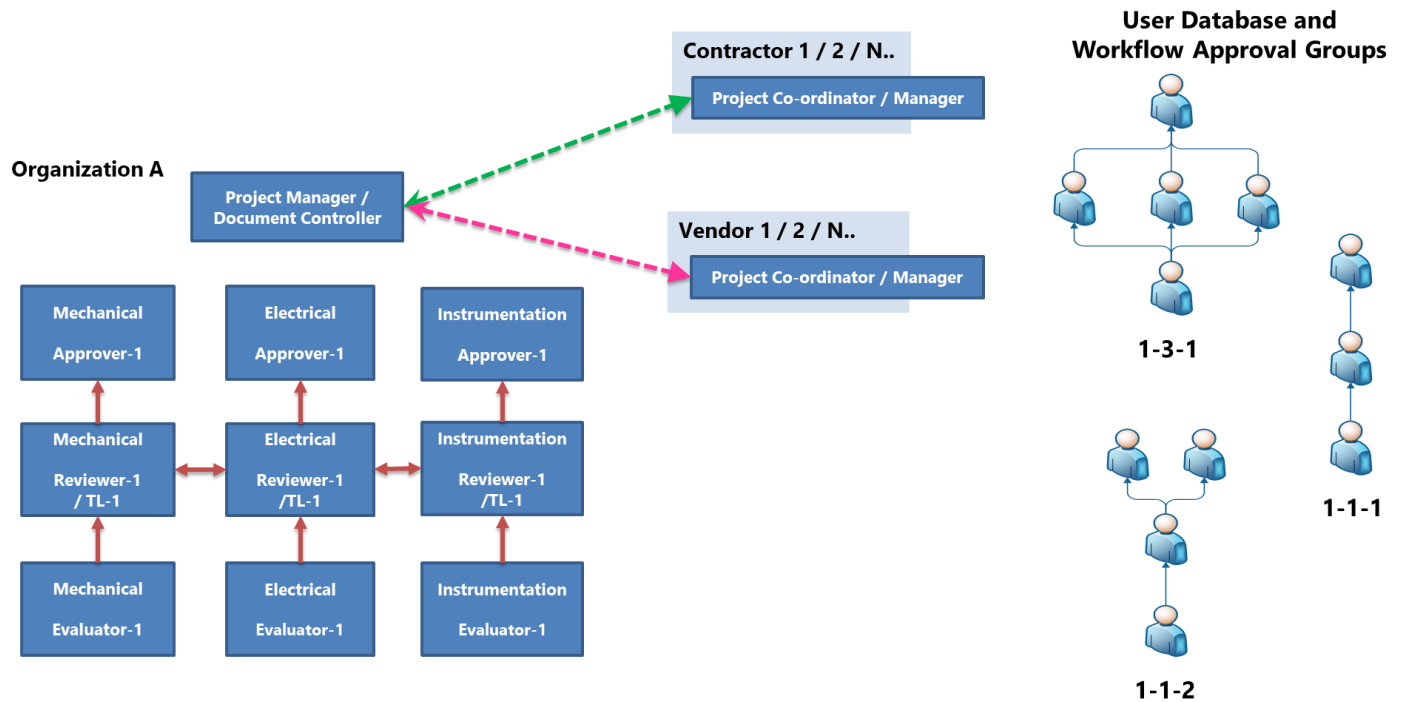 User Database and
Workflow Approval Groups
Contractor 1 / 2 / N..
Project Co-ordinator / Manager
Organization A
Project Manager /
Document Controller
Vendor 1 / 2 / N..
Project Co-ordinator / Manager
Mechanical
Approver-1
Electrical
Approver-1
Instrumentation
Approver-1
Mechanical
Reviewer-1
/ TL-1
Electrical
Reviewer-1
/TL-1
Instrumentation
Reviewer-1
/TL-1
Mechanical
Evaluator-1
Electrical
Evaluator-1
Instrumentation
Evaluator-1
1-3-1
1-1-1
1-1-2